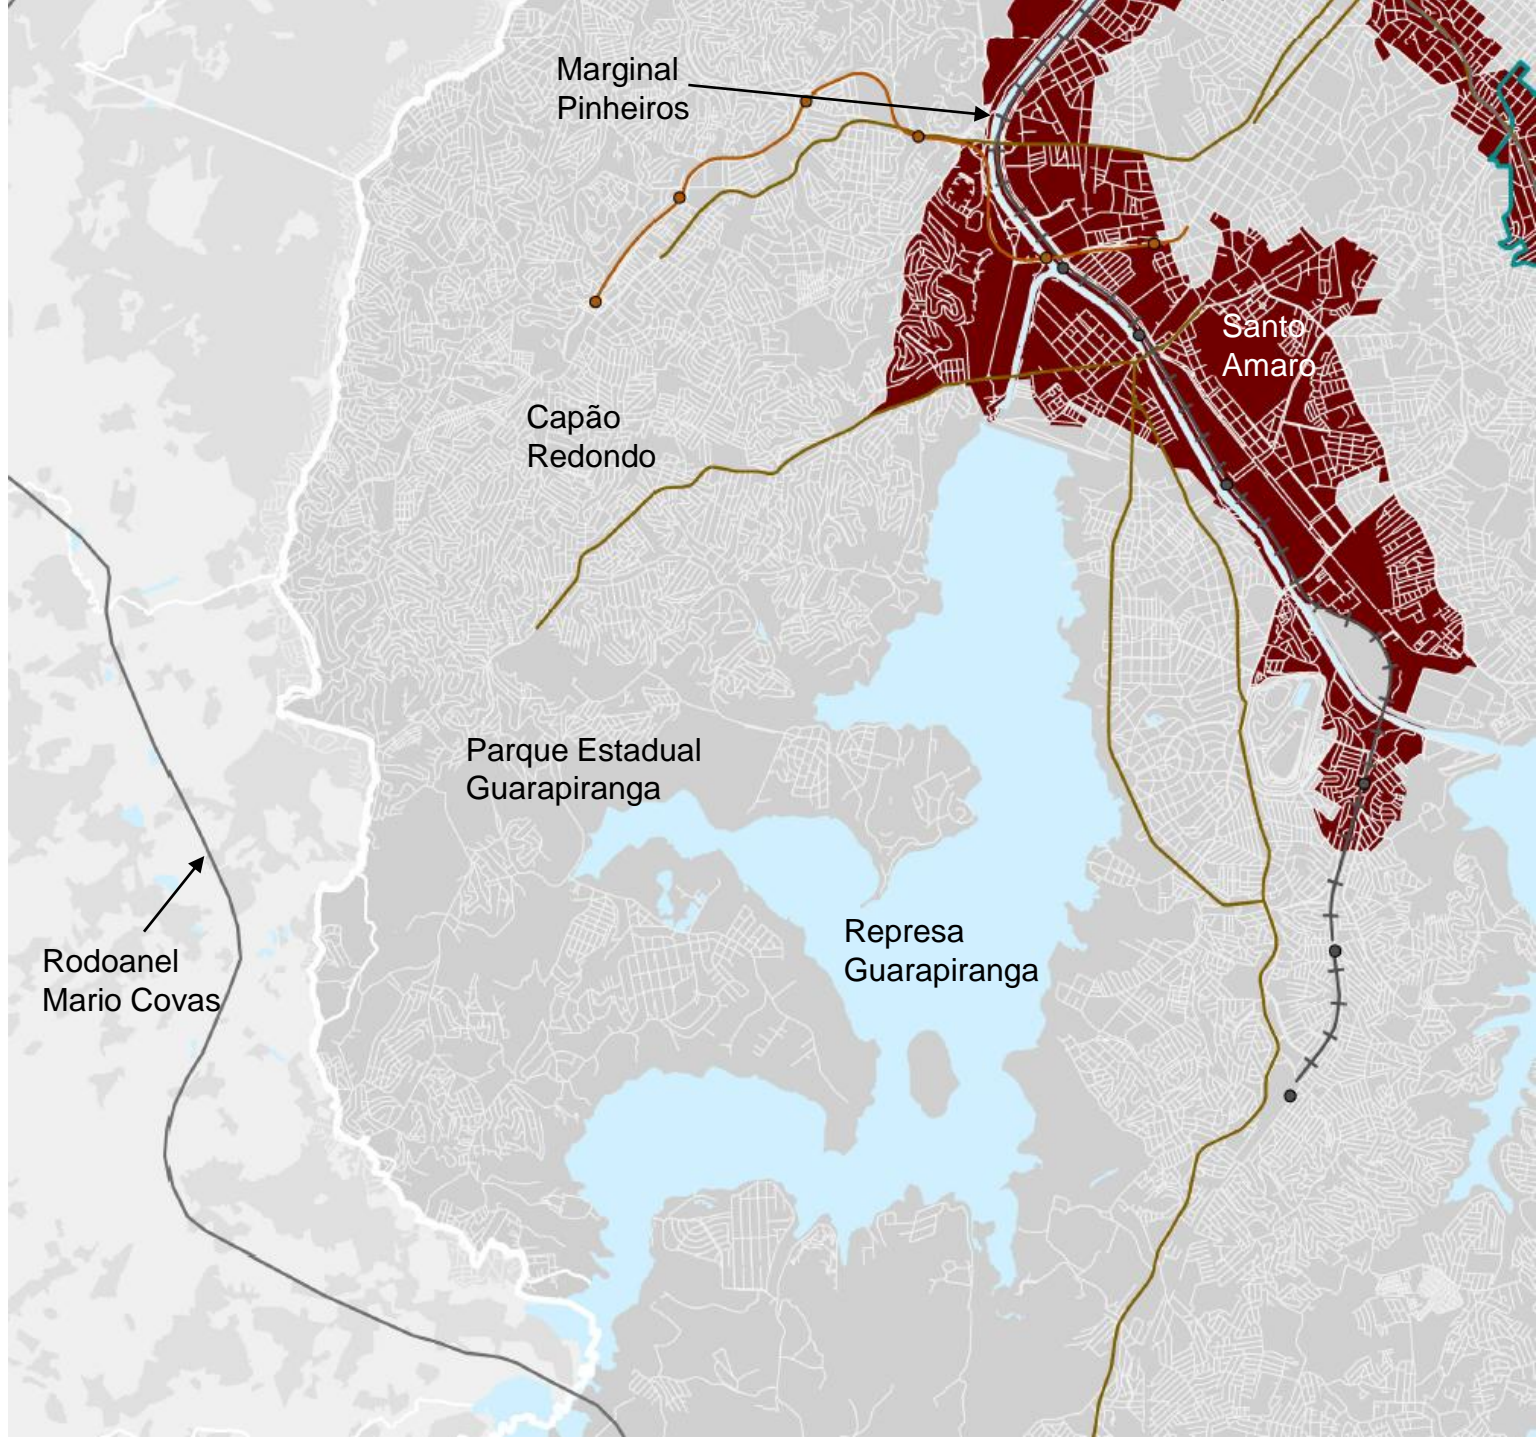 Marginal
Pinheiros
Santo
Amaro
Capão
Redondo
Parque Estadual
Guarapiranga
Represa
Guarapiranga
Rodoanel
Mario Covas